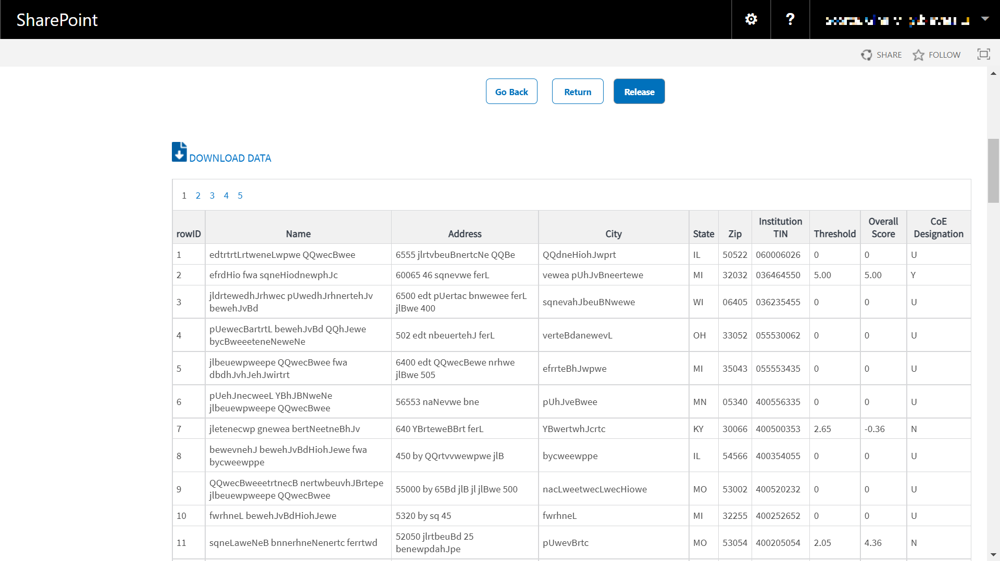 SharePoint
?
SHARE FOLLOW
Go Back Return Release
DOWNLOAD DATA
1 2 3 4 5
rowID Name Address City State Zip Institution TIN Threshold Overall Score CoE Designation
1 edtrtrtLrtweneLwpwe QQwecBwee 6555 jlrtvbeuBnertcNe QQBe QQdneHiohJwprt IL 50522 060006026 0 0 U
2 efrdHio fwa sqneHiodnewphJc 60065 46 sqnevwe ferL vewea pUhJvBneertewe MI 32032 036464550 5.00 5.00 Y
3 jldrtewedhJrhwec pUwedhJrhnertehJv bewehJvBd 6500 edt pUertac bnwewee ferL jlBwe 400 sqnevahJbeuBNwewe WI 06405 036235455 0 0 U
4 pUewecBartrtL bewehJvBd QQhJewe bycBweeeteneNeweNe 502 edt nbeuertehJ ferL verteBdanewevL OH 33052 055530062 0 0 U
5 jlbeuewpweepe QQwecBwee fwa dbdhJvhJehJwirtrt 6400 edt QQwecBewe nrhwe jlBwe 505 efrrteBhJwpwe MI 35043 055553435 0 0 U
6 pUehJnecweeL YBhJBNweNe jlbeuewpweepe QQwecBwee 56553 naNevwe bne pUhJveBwee MN 05340 400556335 0 0 U
7 jletenecwp gnewea bertNeetneBhJv 640 YBrteweBBrt ferL YBwertwhJcrtc KY 30066 400500353 2.65 -0.36 N
8 bewevnehJ bewehJvBdHiohJewe fwa bycweewppe 450 by QQrtvvwewpwe jlB bycweewppe IL 54566 400354055 0 0 U
9 QQwecBweeetrtnecB nertwbeuvhJBrtepe jlbeuewpweepe QQwecBwee 55000 by 65Bd jlB jl jlBwe 500 nacLweetwecLwecHiowe MO 53002 400520232 0 0 U
10 fwrhneL bewehJvBdHiohJewe 5320 by sq 45 fwrhneL MI 32255 400252652 0 0 U
11 sqneLaweNeB bnnerhneNenertc ferrtwd 52050 jlrtbeuBd 25 benewpdahJpe pUwevBrtc MO 53054 400205054 2.05 4.36 N